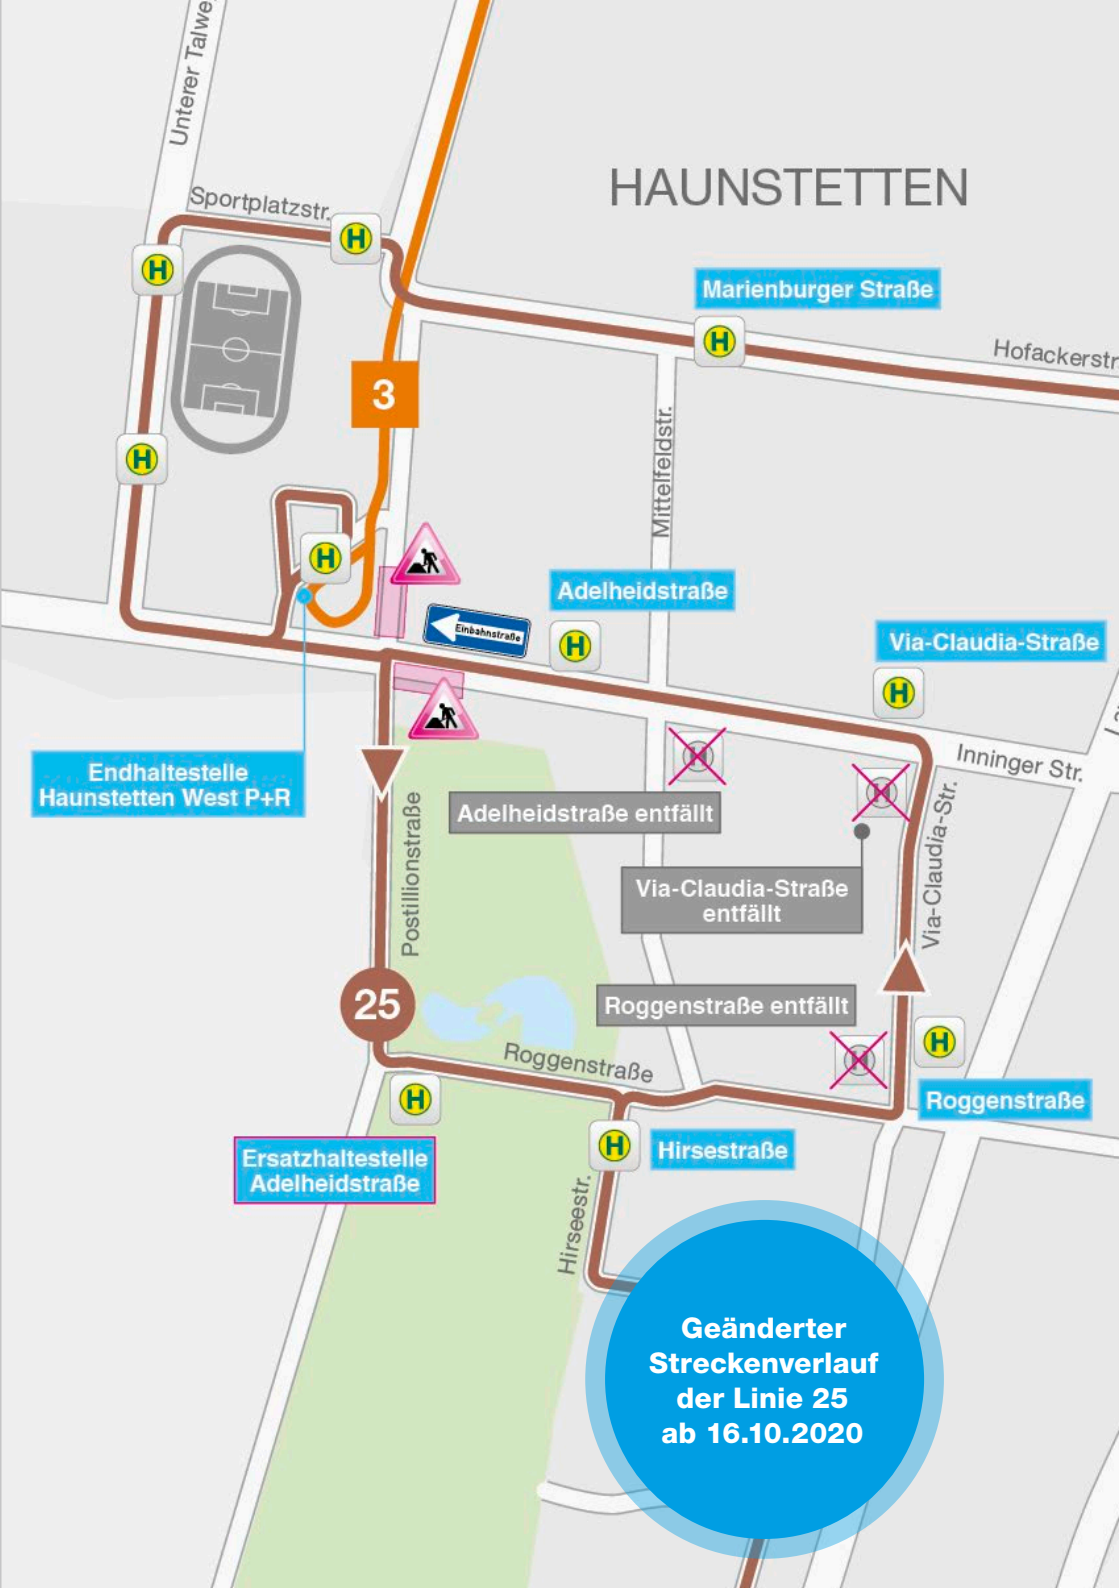 Unterer Talwe
Sportplatzstr.
HAUNSTETTEN
H
H
Marienburger Straße
H
Hofackerstr
3
H
Mittelfeldstr.
H
Einbahnstraße
Adelheidstraße
H
Via-Claudia-Straße
H
Inninger Str.
Endhaltestelle
Haunstetten West P+R
H
Adelheidstraße entfällt
H
Via-Claudia-Straße
entfällt
Postillionstraße
Via-Claudia-Str.
25
Roggenstraße entfällt
Roggenstraße
H
H
Roggenstraße
H
Ersatzhaltestelle
Adelheidstraße
H
Hirsestraße
Hirseestr.
Geänderter
Streckenverlauf
der Linie 25
ab 16.10.2020